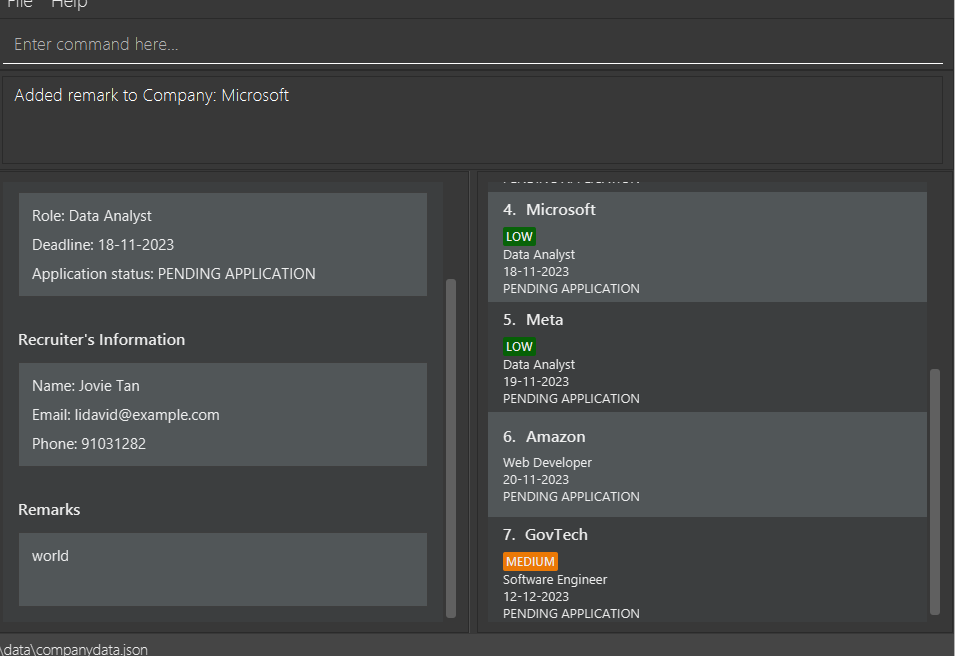 File Help
Enter command here...
Added remark to Company: Microsoft
Role: Data Analyst
Deadline: 18-11-2023
Application status: PENDING APPLICATION
Recruiter's Information
Name: Jovie Tan
Email: lidavid@example.com
Phone: 91031282
Remarks
world
PENDING APPLICATION
4. Microsoft
LOW
Data Analyst
18-11-2023
PENDING APPLICATION
5. Meta
LOW
Data Analyst
19-11-2023
PENDING APPLICATION
6. Amazon
Web Developer
20-11-2023
PENDING APPLICATION
7. GovTech
MEDIUM
Software Engineer
12-12-2023
PENDING APPLICATION
\data\companydata.json